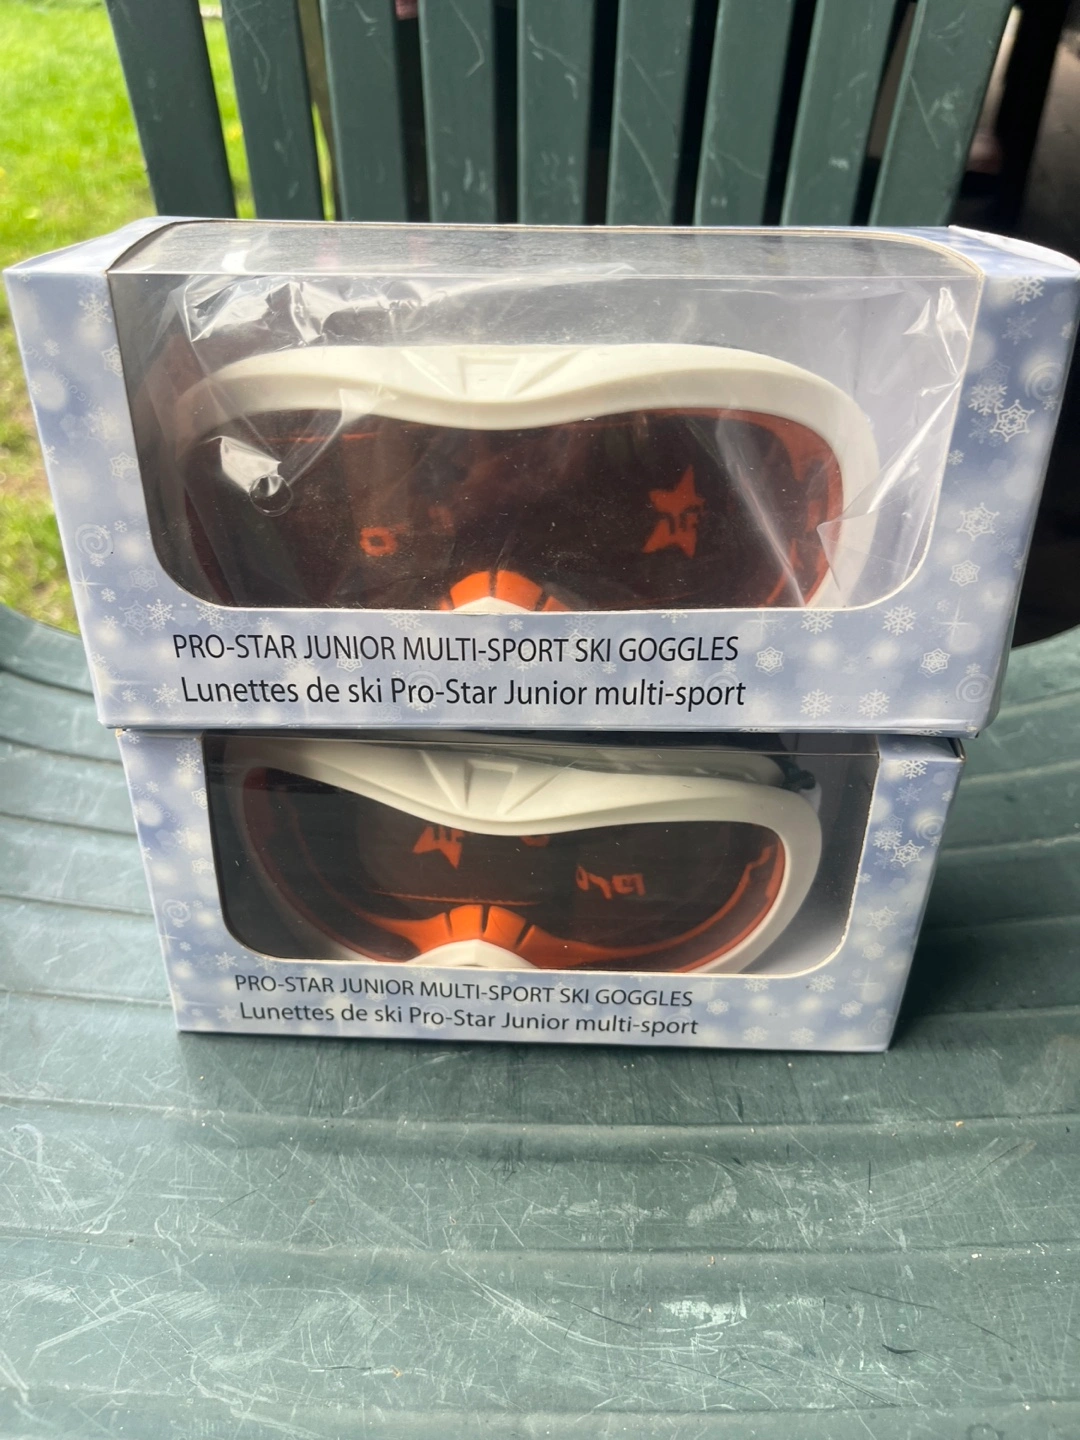 PRO-STAR JUNIOR MULTI-SPORT SKI GOGGLES
Lunettes de ski Pro-Star Junior multi-sport
PRO-STAR JUNIOR MULTI-SPORT SKI GOGGLES
Lunettes de ski Pro-Star Junior multi-sport